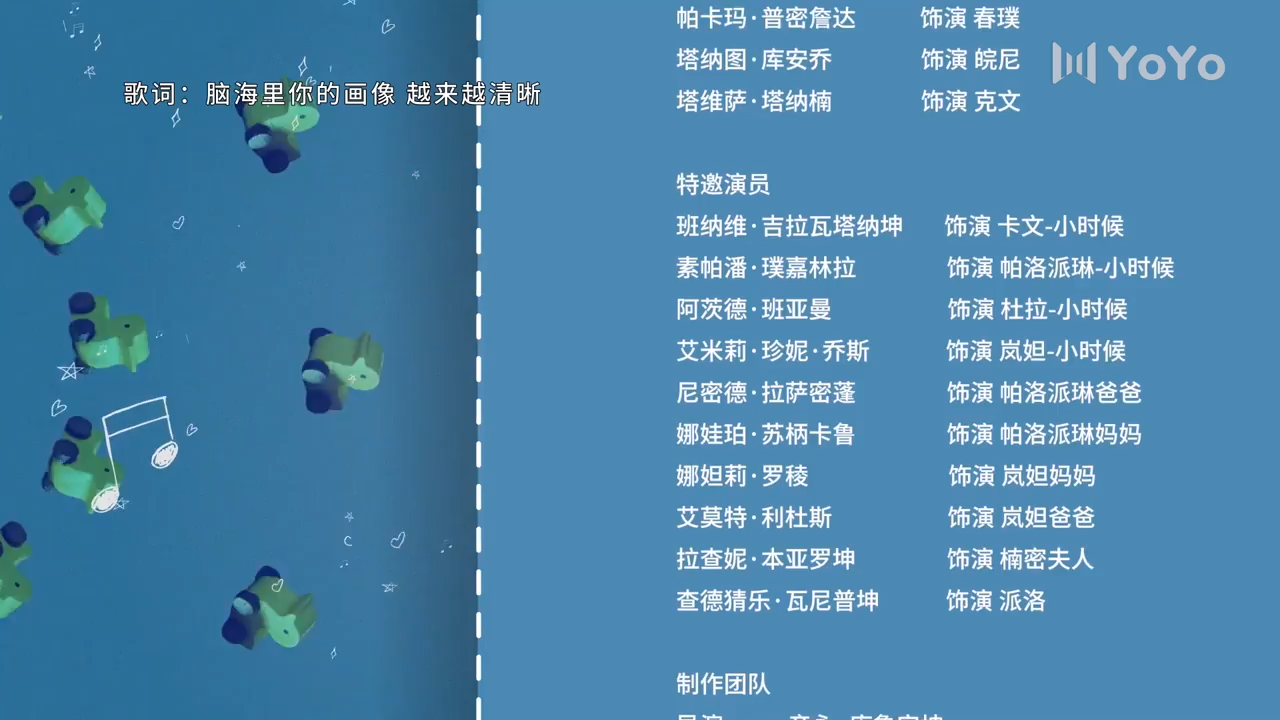 帕卡玛·普密詹达 饰演 春璞
塔纳图·库安乔 饰演 皖尼
YoYo
歌词：脑海里你的画像 越来越清晰
塔维萨·塔纳楠 饰演 克文
特邀演员
班纳维·吉拉瓦塔纳坤 饰演 卡文-小时候
素帕潘·璞嘉林拉 饰演 帕洛派琳-小时候
阿茨德·班亚曼 饰演 杜拉-小时候
艾米莉·珍妮·乔斯 饰演 岚妲-小时候
尼密德·拉萨密蓬 饰演 帕洛派琳爸爸
娜娃珀·苏柄卡鲁 饰演 帕洛派琳妈妈
娜妲莉·罗稜 饰演 岚妲妈妈
艾莫特·利杜斯 饰演 岚妲爸爸
拉查妮·本亚罗坤 饰演 楠密夫人
查德猜乐·瓦尼普坤 饰演 派洛
制作团队